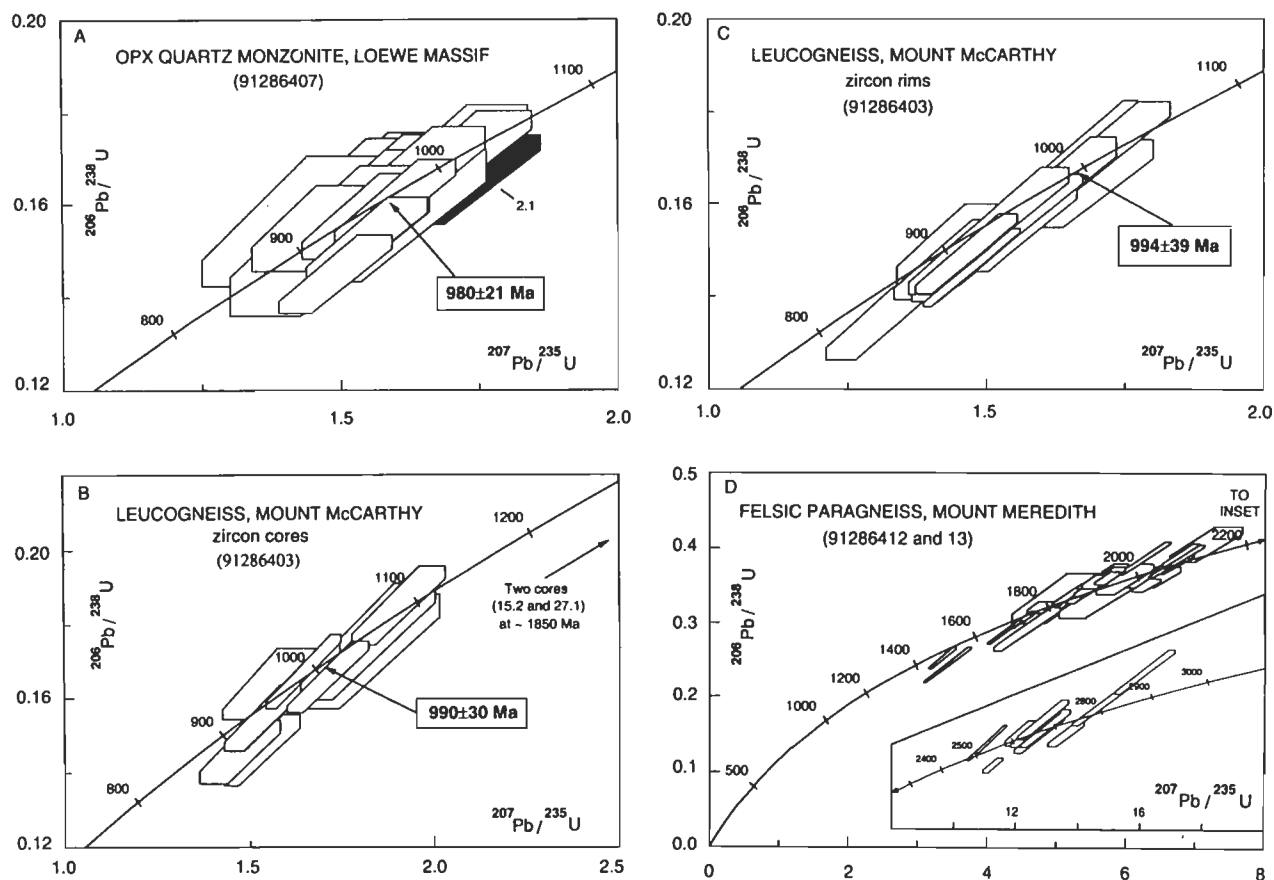 A
OPX QUARTZ MONZONITE, LOEWE MASSIF
(91286407)
0.20
0.16
0.12
206Pb/238U
800
900
1000
1100
2.1
980±21 Ma
207Pb/235U
1.0
1.5
2.0
C
LEUCOGNEISS, MOUNT McCARTHY
zircon rims
(91286403)
0.20
0.16
0.12
206Pb/238U
800
900
1000
1100
994±39 Ma
207Pb/235U
1.0
1.5
2.0
B
LEUCOGNEISS, MOUNT McCARTHY
zircon cores
(91286403)
0.20
0.16
0.12
206Pb/238U
800
900
1000
1100
1200
Two cores
(15.2 and 27.1)
at ~ 1850 Ma
990±30 Ma
207Pb/235U
1.0
1.5
2.0
2.5
D
FELSIC PARAGNEISS, MOUNT MEREDITH
(91286412 and 13)
TO
INSET
0.5
0.4
0.3
0.2
0.1
0.0
206Pb/238U
500
1000
1200
1400
1600
1800
2000
2200
2400
2500
2800
2900
3000
12
16
207Pb/235U
0
2
4
6
8